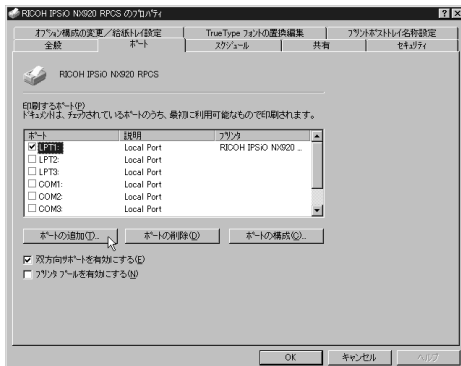 RICOH IPSiO NX920 RPCS のプロパティ
オプション構成の変更／給紙トレイ設定 TrueType フォントの置換編集 プリントポストトレイ名称設定
全般 ポート スケジュール 共有 セキュリティ
RICOH IPSiO NX920 RPCS
印刷するポート(P)
ドキュメントは、チェックされているポートのうち、最初に利用可能なもので印刷されます。
ポート 説明 プリンタ
LPT1: Local Port RICOH IPSiO NX920 ...
LPT2: Local Port
LPT3: Local Port
COM1: Local Port
COM2: Local Port
COM3: Local Port
ポートの追加(T)... ポートの削除(D) ポートの構成(C)...
双方向サポートを有効にする(E)
プリンタ プールを有効にする(N)
OK キャンセル ヘルプ